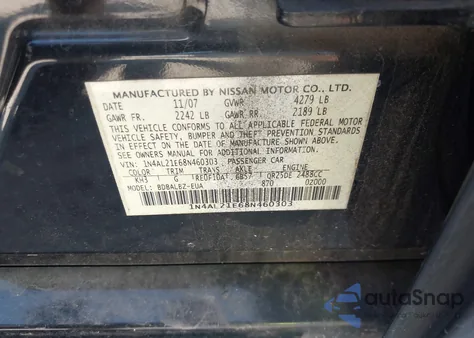 MANUFACTURED BY NISSAN MOTOR CO., LTD.
DATE 11/07 GVWR 4279 LB
GAWR FR. 2242 LB GAWR RR. 2189 LB
THIS VEHICLE CONFORMS TO ALL APPLICABLE FEDERAL MOTOR
VEHICLE SAFETY, BUMPER AND THEFT PREVENTION STANDARDS
IN EFFECT ON THE DATE OF MANUFACTURE SHOWN ABOVE.
SEE OWNERS MANUAL FOR ADDITIONAL INFORMATION.
VIN: 1N4AL21E68N460303 PASSENGER CAR
COLOR TRIM TRANS AXLE ENGINE
KH3 G RE0F10AT 6B57 QR25DE 2488CC
MODEL: BDBALBZ-EUA 870 02000
1N4AL21E68N460303
autoSnap